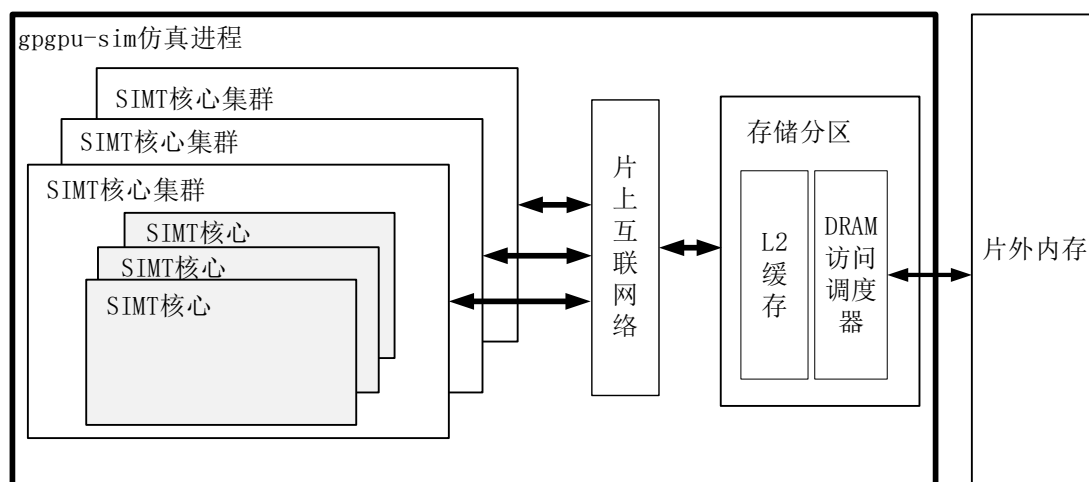 gpgpu-sim仿真进程
SIMT核心集群
SIMT核心集群
SIMT核心集群
SIMT核心
SIMT核心
SIMT核心
片
上
互
联
网
络
存储分区
L2
缓
存
DRAM
访问
调度
器
片外内存